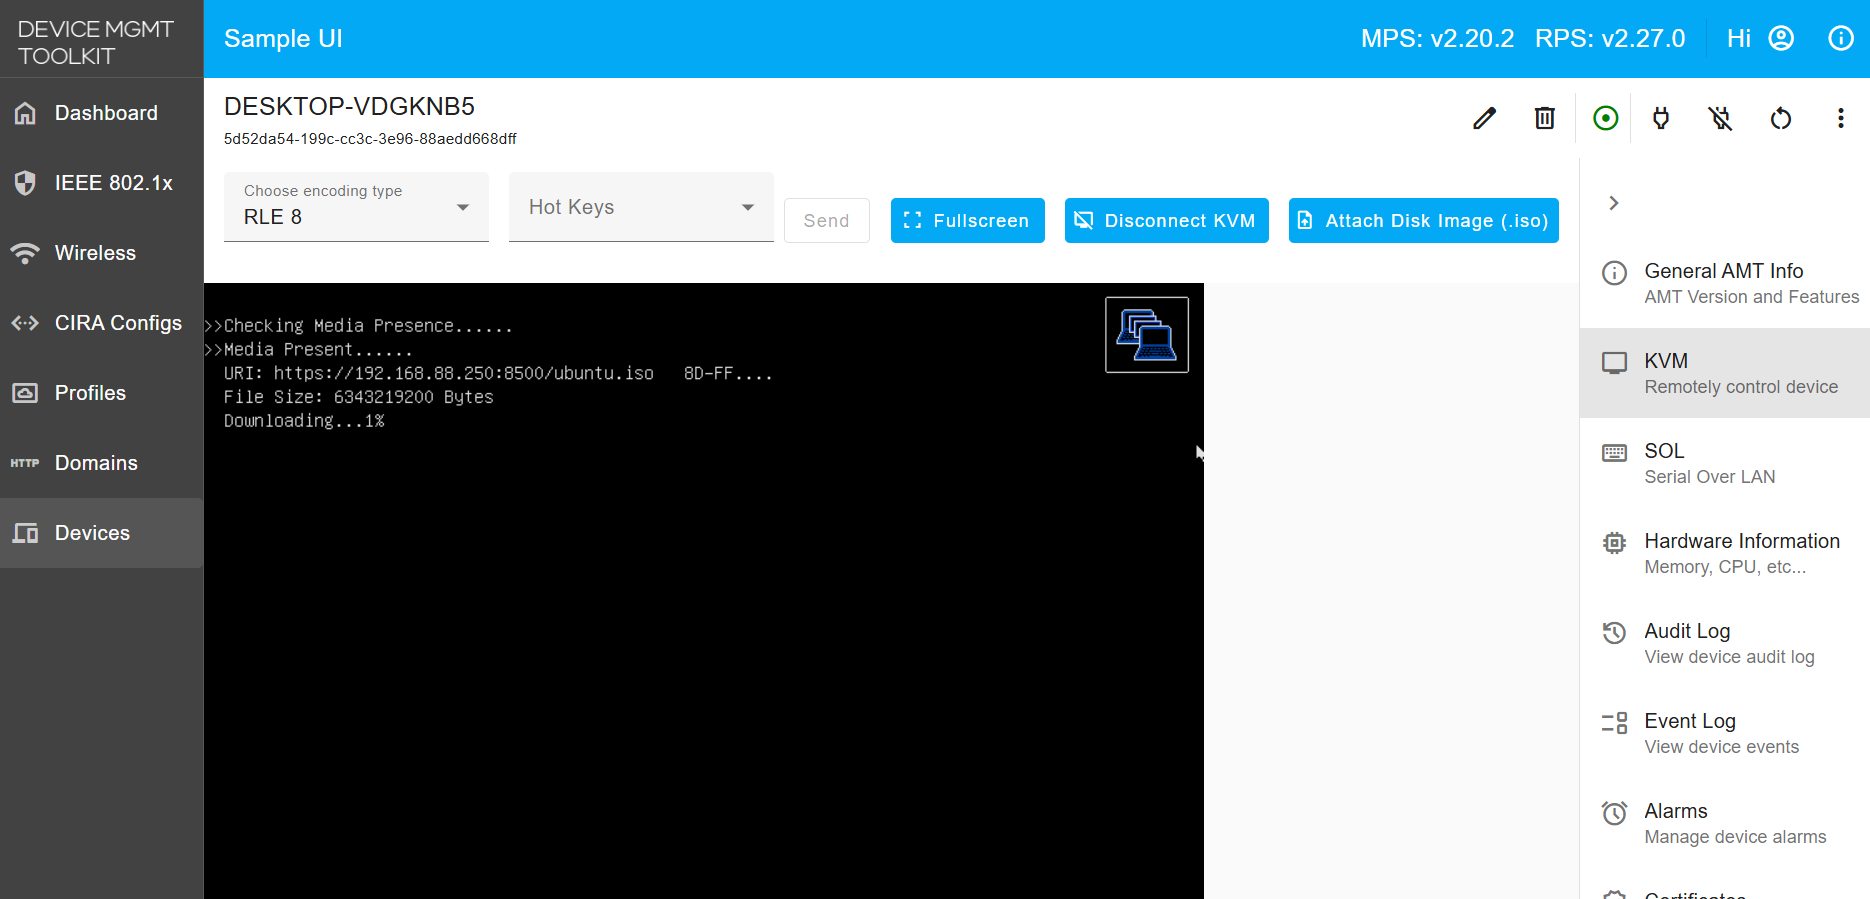 DEVICE MGMT
TOOLKIT
Sample UI
MPS: v2.20.2 RPS: v2.27.0 Hi
Dashboard
IEEE 802.1x
Wireless
CIRA Configs
Profiles
HTTP Domains
Devices
DESKTOP-VDGKNB5
5d52da54-199c-cc3c-3e96-88aedd668dff
Choose encoding type
RLE 8
Hot Keys
Send
Fullscreen
Disconnect KVM
Attach Disk Image (.iso)
>>Checking Media Presence......
>>Media Present......
URI: https://192.168.88.250:8500/ubuntu.iso 8D-FF....
File Size: 6343219200 Bytes
Downloading...1%
General AMT Info
AMT Version and Features
KVM
Remotely control device
SOL
Serial Over LAN
Hardware Information
Memory, CPU, etc...
Audit Log
View device audit log
Event Log
View device events
Alarms
Manage device alarms
Certificates